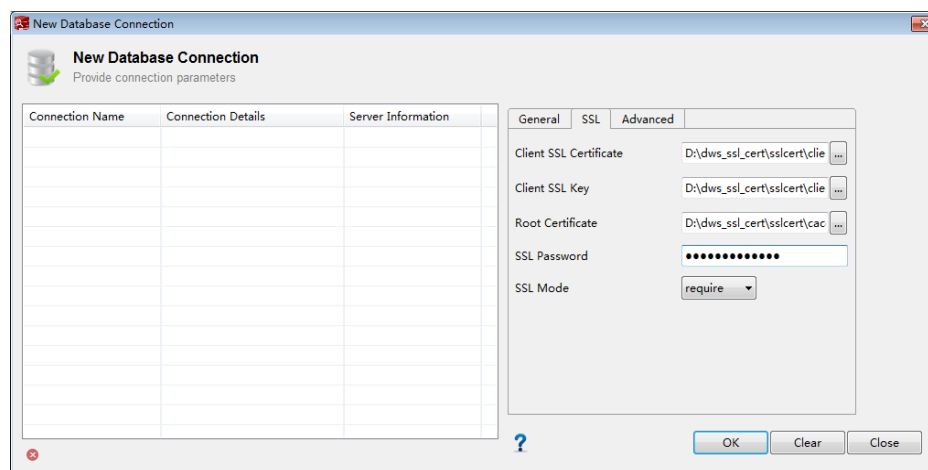 New Database Connection
New Database Connection
Provide connection parameters
Connection Name Connection Details Server Information
General SSL Advanced
Client SSL Certificate D:\dws_ssl_cert\sslcert\clie ...
Client SSL Key D:\dws_ssl_cert\sslcert\clie ...
Root Certificate D:\dws_ssl_cert\sslcert\cac ...
SSL Password •••••••••••••
SSL Mode require
? OK Clear Close